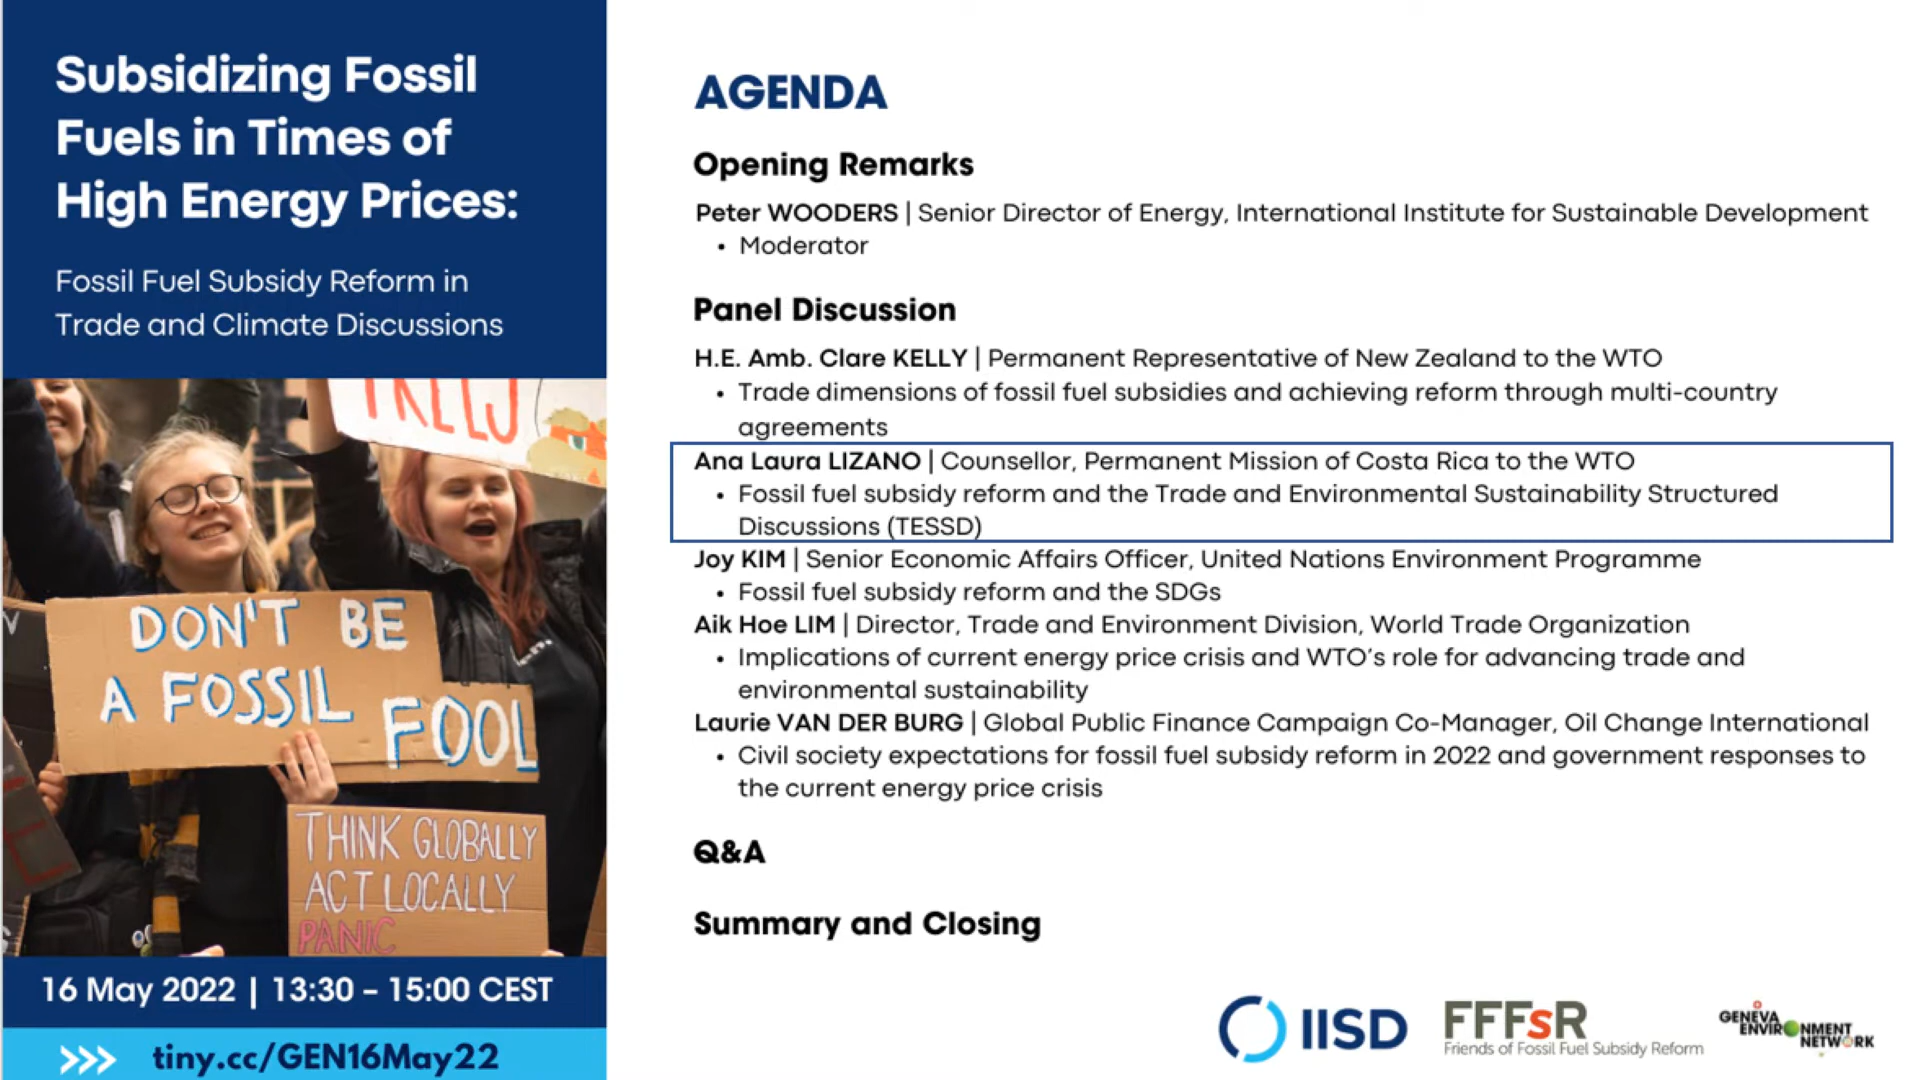 Subsidizing Fossil
Fuels in Times of
High Energy Prices:
Fossil Fuel Subsidy Reform in
Trade and Climate Discussions
DON'T BE
A FOSSIL
FOOL
THINK GLOBALLY
ACT LOCALLY
PANIC
16 May 2022 | 13:30 – 15:00 CEST
>>> tiny.cc/GEN16May22
AGENDA
Opening Remarks
Peter WOODERS | Senior Director of Energy, International Institute for Sustainable Development
• Moderator
Panel Discussion
H.E. Amb. Clare KELLY | Permanent Representative of New Zealand to the WTO
• Trade dimensions of fossil fuel subsidies and achieving reform through multi-country
agreements
Ana Laura LIZANO | Counsellor, Permanent Mission of Costa Rica to the WTO
• Fossil fuel subsidy reform and the Trade and Environmental Sustainability Structured
Discussions (TESSD)
Joy KIM | Senior Economic Affairs Officer, United Nations Environment Programme
• Fossil fuel subsidy reform and the SDGs
Aik Hoe LIM | Director, Trade and Environment Division, World Trade Organization
• Implications of current energy price crisis and WTO's role for advancing trade and
environmental sustainability
Laurie VAN DER BURG | Global Public Finance Campaign Co-Manager, Oil Change International
• Civil society expectations for fossil fuel subsidy reform in 2022 and government responses to
the current energy price crisis
Q&A
Summary and Closing
IISD
FFFsR
Friends of Fossil Fuel Subsidy Reform
GENEVA
ENVIRONMENT
NETWORK